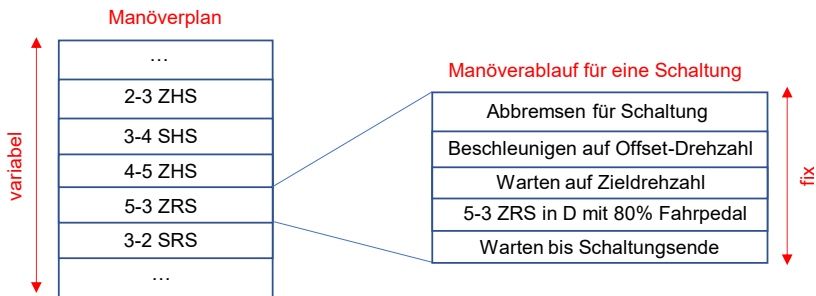 Manöverplan
variabel
…
2-3 ZHS
3-4 SHS
4-5 ZHS
5-3 ZRS
3-2 SRS
…
Manöverablauf für eine Schaltung
Abbremsen für Schaltung
Beschleunigen auf Offset-Drehzahl
Warten auf Zieldrehzahl
5-3 ZRS in D mit 80% Fahrpedal
Warten bis Schaltungsende
fix